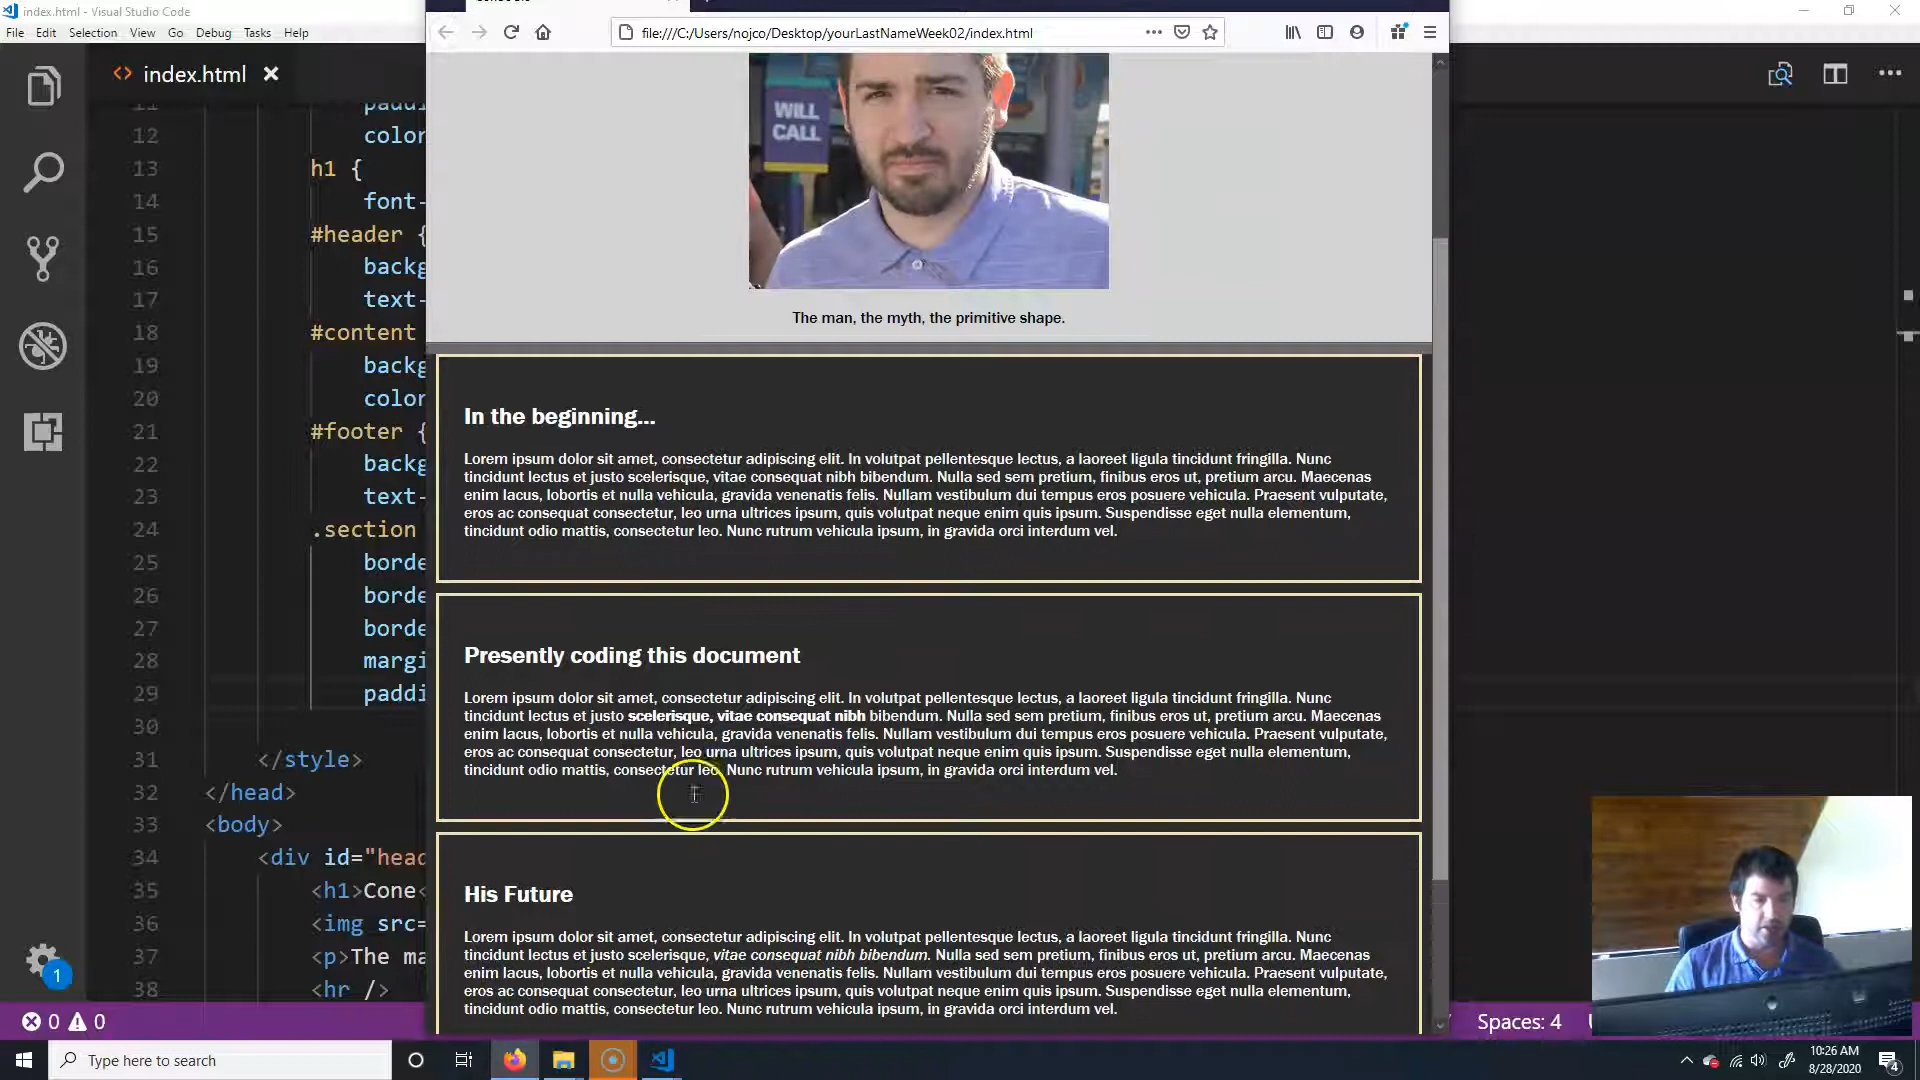 index.html - Visual Studio Code
File Edit Selection View Go Debug Tasks Help
file:///C:/Users/nojco/Desktop/yourLastNameWeek02/index.html
index.html
WILL
CALL
12 color
13 h1 {
14 font-
15 #header {
16 backg
17 text-
18 #content
19 backg
20 color
21 #footer {
22 backg
23 text-
24 .section
25 borde
26 borde
27 borde
28 margi
29 paddi
30
31 </style>
32 </head>
33 <body>
34 <div id="head
35 <h1>Cone<
36 <img src=
37 <p>The ma
38 <hr />
The man, the myth, the primitive shape.
In the beginning...
Lorem ipsum dolor sit amet, consectetur adipiscing elit. In volutpat pellentesque lectus, a laoreet ligula tincidunt fringilla. Nunc
tincidunt lectus et justo scelerisque, vitae consequat nibh bibendum. Nulla sed sem pretium, finibus eros ut, pretium arcu. Maecenas
enim lacus, lobortis et nulla vehicula, gravida venenatis felis. Nullam vestibulum dui tempus eros posuere vehicula. Praesent vulputate,
eros ac consequat consectetur, leo urna ultrices ipsum, quis volutpat neque enim quis ipsum. Suspendisse eget nulla elementum,
tincidunt odio mattis, consectetur leo. Nunc rutrum vehicula ipsum, in gravida orci interdum vel.
Presently coding this document
Lorem ipsum dolor sit amet, consectetur adipiscing elit. In volutpat pellentesque lectus, a laoreet ligula tincidunt fringilla. Nunc
tincidunt lectus et justo scelerisque, vitae consequat nibh bibendum. Nulla sed sem pretium, finibus eros ut, pretium arcu. Maecenas
enim lacus, lobortis et nulla vehicula, gravida venenatis felis. Nullam vestibulum dui tempus eros posuere vehicula. Praesent vulputate,
eros ac consequat consectetur, leo urna ultrices ipsum, quis volutpat neque enim quis ipsum. Suspendisse eget nulla elementum,
tincidunt odio mattis, consectetur leo. Nunc rutrum vehicula ipsum, in gravida orci interdum vel.
His Future
Lorem ipsum dolor sit amet, consectetur adipiscing elit. In volutpat pellentesque lectus, a laoreet ligula tincidunt fringilla. Nunc
tincidunt lectus et justo scelerisque, vitae consequat nibh bibendum. Nulla sed sem pretium, finibus eros ut, pretium arcu. Maecenas
enim lacus, lobortis et nulla vehicula, gravida venenatis felis. Nullam vestibulum dui tempus eros posuere vehicula. Praesent vulputate,
eros ac consequat consectetur, leo urna ultrices ipsum, quis volutpat neque enim quis ipsum. Suspendisse eget nulla elementum,
tincidunt odio mattis, consectetur leo. Nunc rutrum vehicula ipsum, in gravida orci interdum vel.
1
0 0
Spaces: 4
Type here to search
10:26 AM
8/28/2020
4